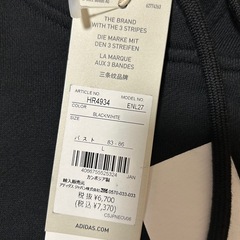 THE BRAND
WITH THE
3 STRIPES
DIE MARKE MIT
DEN 3 STREIFEN
LA MARQUE
AUX 3 BANDES
三条纹品牌
ARTICLE NO
MODEL NO
HR4934
ENL27
COLOR
BLACK/WHITE
SIZE
バスト 83-86
L
JAN
カンボジア製
税抜 ¥6,700
(税込 ¥7,370)
ADIDAS.COM